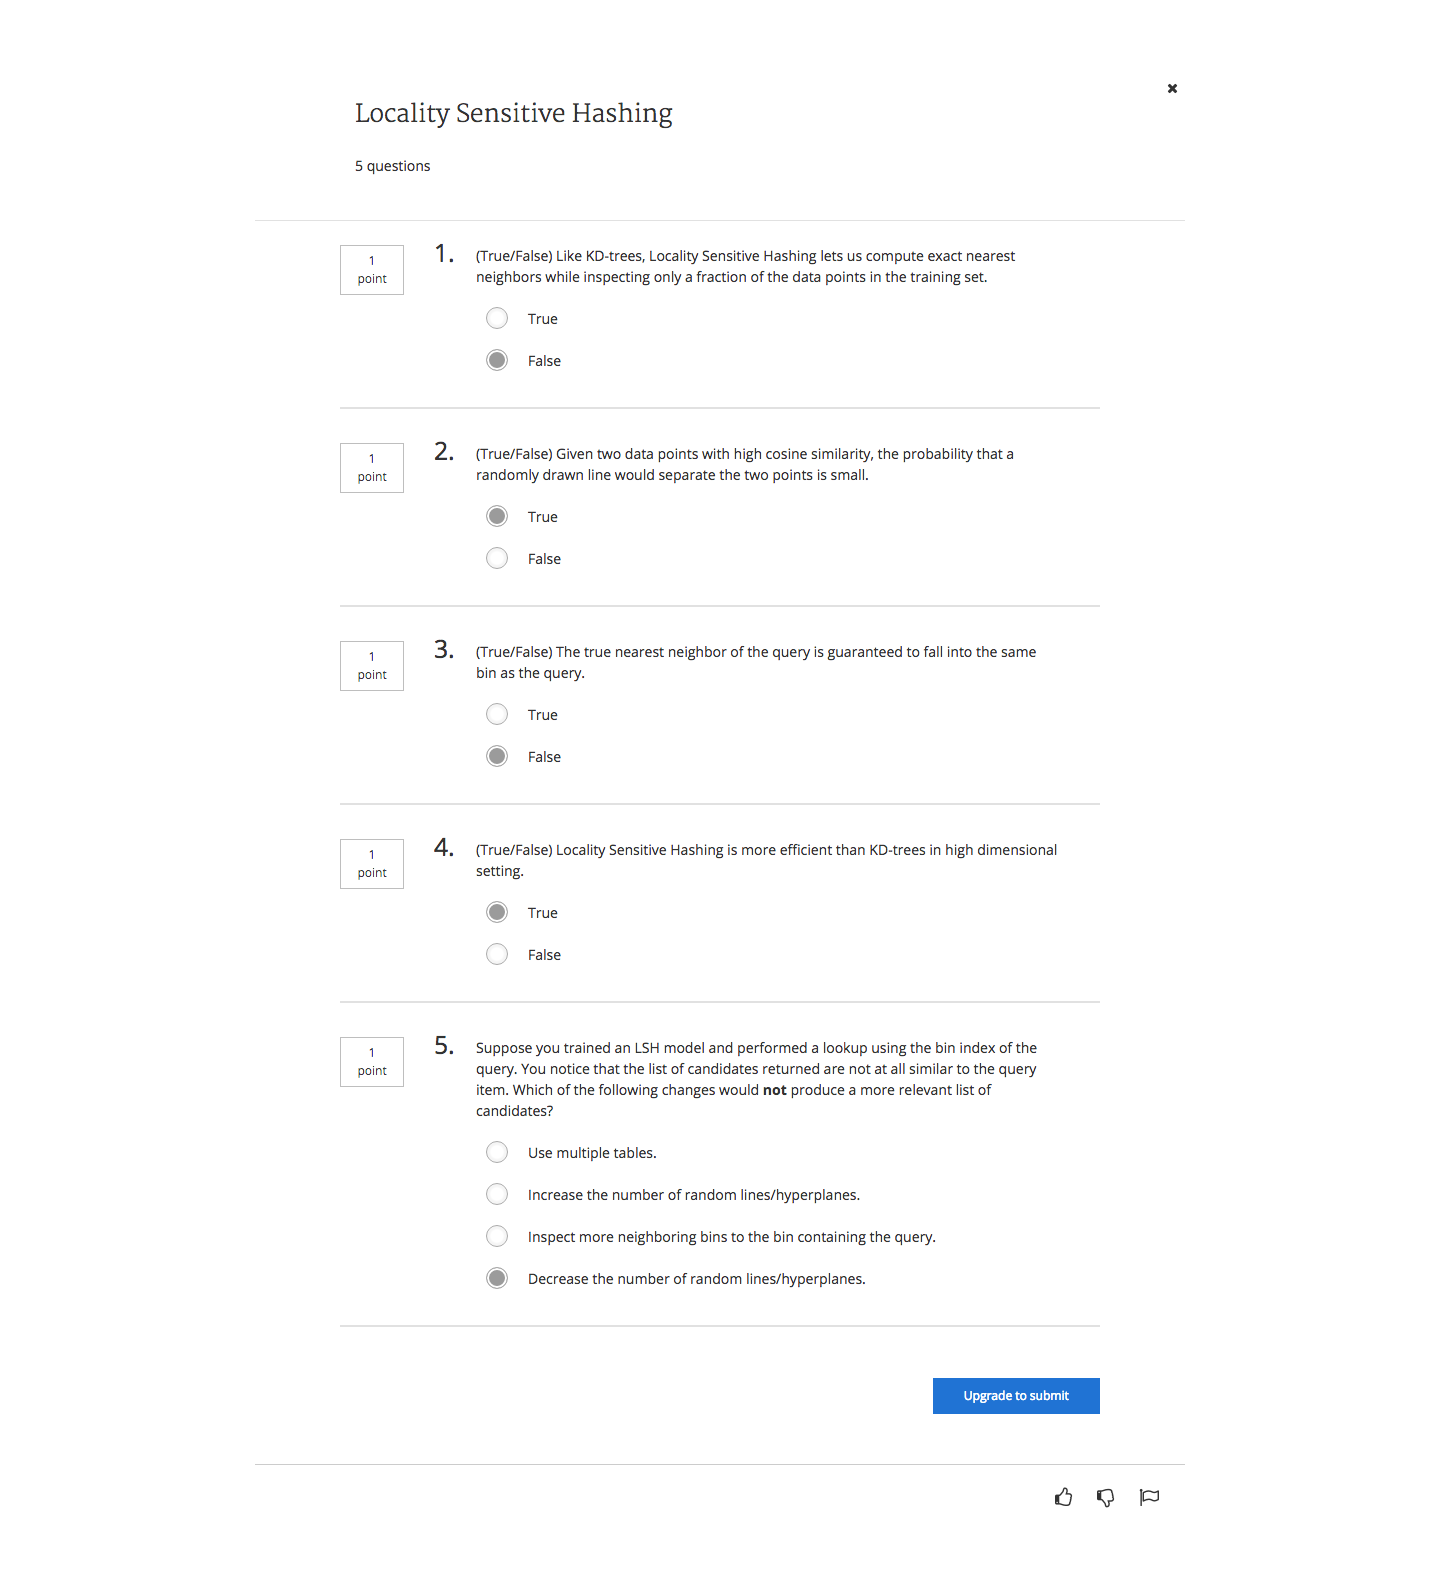 Locality Sensitive Hashing
5 questions
1
point
1.
(True/False) Like KD-trees, Locality Sensitive Hashing lets us compute exact nearest
neighbors while inspecting only a fraction of the data points in the training set.
True
False
1
point
2.
(True/False) Given two data points with high cosine similarity, the probability that a
randomly drawn line would separate the two points is small.
True
False
1
point
3.
(True/False) The true nearest neighbor of the query is guaranteed to fall into the same
bin as the query.
True
False
1
point
4.
(True/False) Locality Sensitive Hashing is more efficient than KD-trees in high dimensional
setting.
True
False
1
point
5.
Suppose you trained an LSH model and performed a lookup using the bin index of the
query. You notice that the list of candidates returned are not at all similar to the query
item. Which of the following changes would not produce a more relevant list of
candidates?
Use multiple tables.
Increase the number of random lines/hyperplanes.
Inspect more neighboring bins to the bin containing the query.
Decrease the number of random lines/hyperplanes.
Upgrade to submit